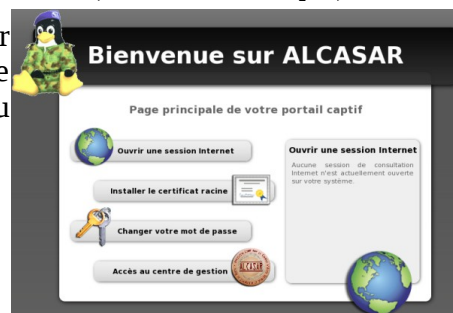 r
e
u
Bienvenue sur ALCASAR
Page principale de votre portail captif
Ouvrir une session Internet
Installer le certificat racine
Changer votre mot de passe
Accès au centre de gestion
ALCASAR
Ouvrir une session Internet
Aucune session de consultation
Internet n'est actuellement ouverte
sur votre système.